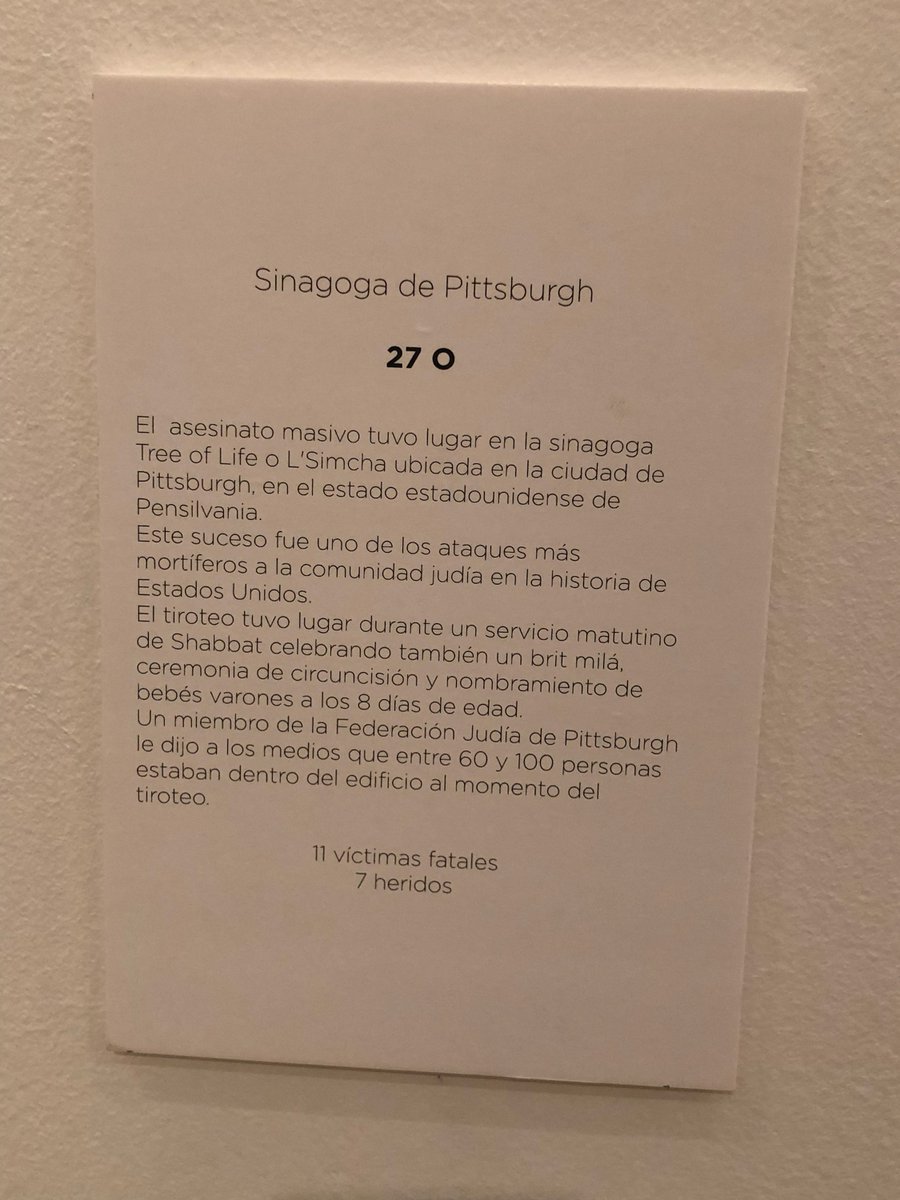 Sinagoga de Pittsburgh
27 O
El  asesinato masivo tuvo lugar en la sinagoga
Tree of Life o L'Simcha ubicada en la ciudad de
Pittsburgh, en el estado estadounidense de
Pensilvania.
Este suceso fue uno de los ataques más
mortíferos a la comunidad judía en la historia de
Estados Unidos.
El tiroteo tuvo lugar durante un servicio matutino
de Shabbat celebrando también un brit milá,
ceremonia de circuncisión y nombramiento de
bebés varones a los 8 días de edad.
Un miembro de la Federación Judía de Pittsburgh
le dijo a los medios que entre 60 y 100 personas
estaban dentro del edificio al momento del
tiroteo.
11 víctimas fatales
7 heridos